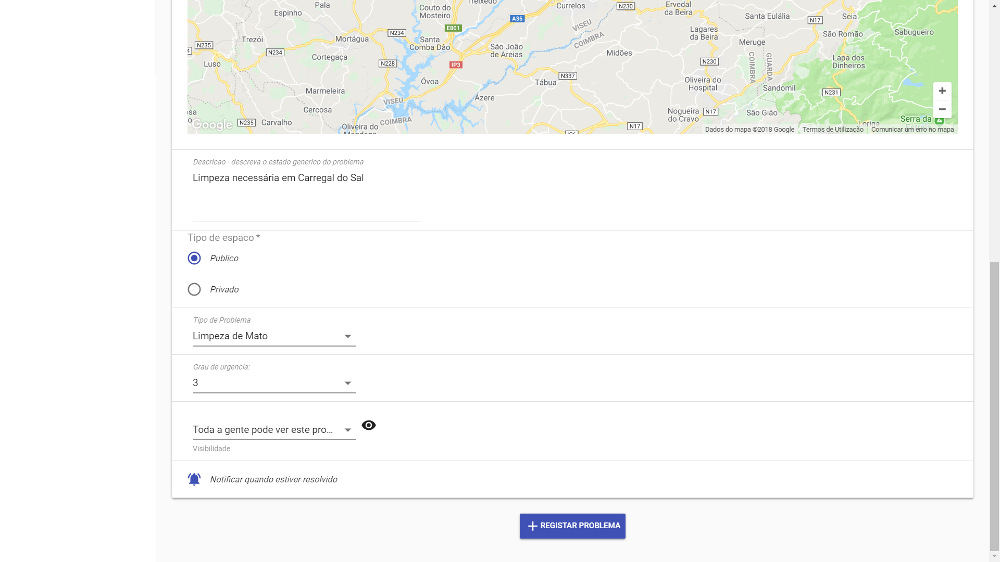 Pala
Espinho
Couto do
Mosteiro
Treixedo
Currelos
N230
Ervedal
da Beira
Santa Eulália
N17
Seia
A35
E801
VISEU
COIMBRA
Trezói
N235
N234
Mortágua
N234
Santa
Comba Dão
São João
de Areias
Lagares
da Beira
Meruge
São Romão
Sabugueiro
Luso
Cortegaça
N228
IP3
Midões
N230
COIMBRA
GUARDA
Lapa dos
Dinheiros
Óvoa
N337
Tábua
Oliveira do
Hospital
Sandomil
N231
Marmeleira
VISEU
COIMBRA
Ázere
Cercosa
Nogueira
do Cravo
N17
São Gião
N235
Carvalho
Oliveira do
Mondego
N17
Loriga
Serra da
Estrela
Google
Dados do mapa ©2018 Google
Termos de Utilização
Comunicar um erro no mapa
Descricao - descreva o estado generico do problema
Limpeza necessária em Carregal do Sal
Tipo de espaco *
Publico
Privado
Tipo de Problema
Limpeza de Mato
Grau de urgencia:
3
Toda a gente pode ver este pro...
Visibilidade
Notificar quando estiver resolvido
REGISTAR PROBLEMA